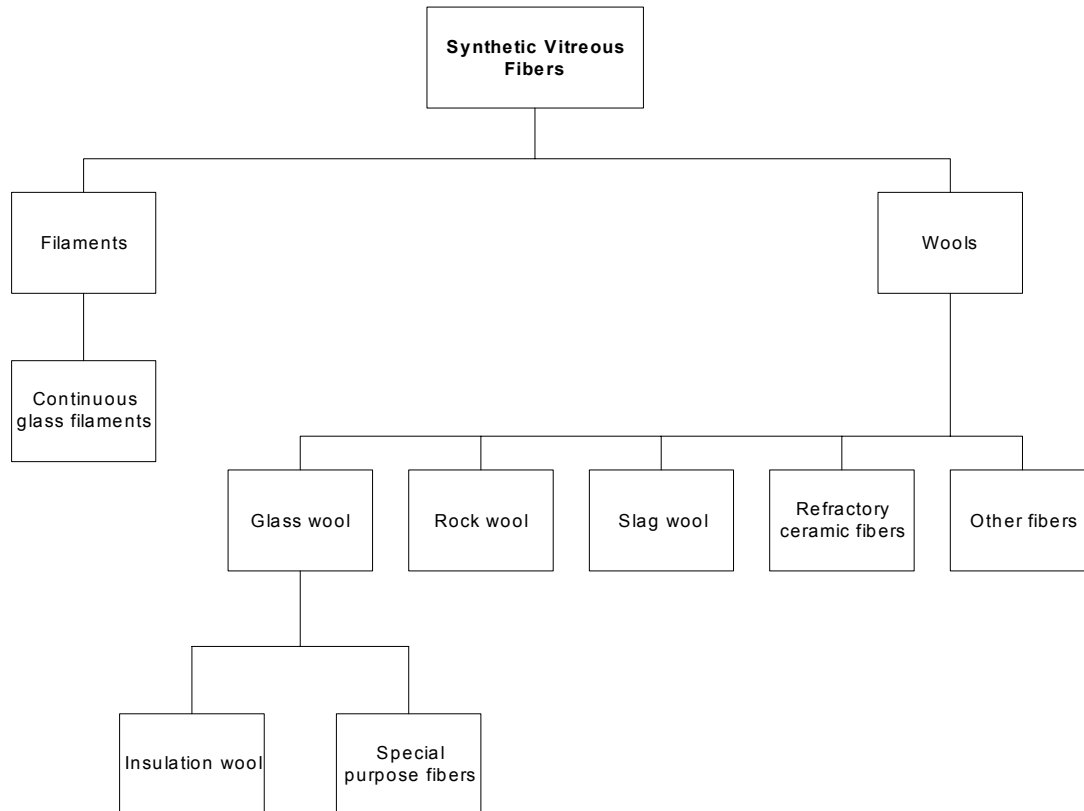 Synthetic Vitreous
Fibers
Filaments
Wools
Continuous
glass filaments
Glass wool
Rock wool
Slag wool
Refractory
ceramic fibers
Other fibers
Insulation wool
Special
purpose fibers